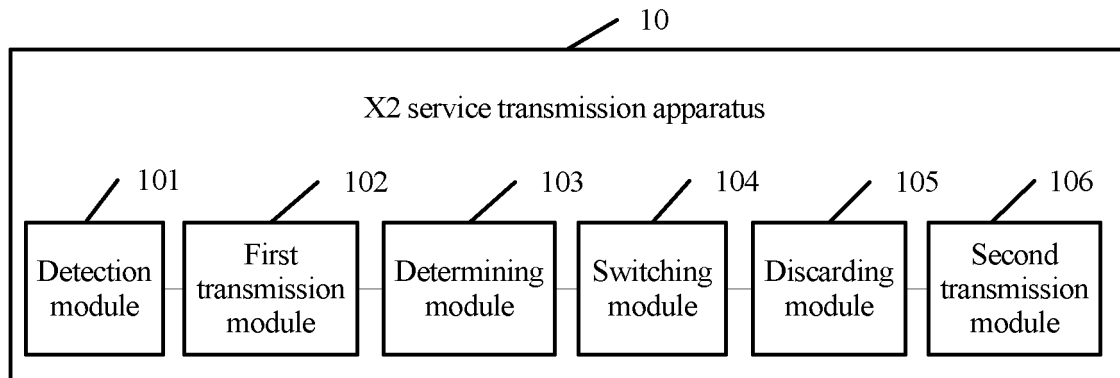 10
X2 service transmission apparatus
101
102
103
104
105
106
Detection
module
First
transmission
module
Determining
module
Switching
module
Discarding
module
Second
transmission
module